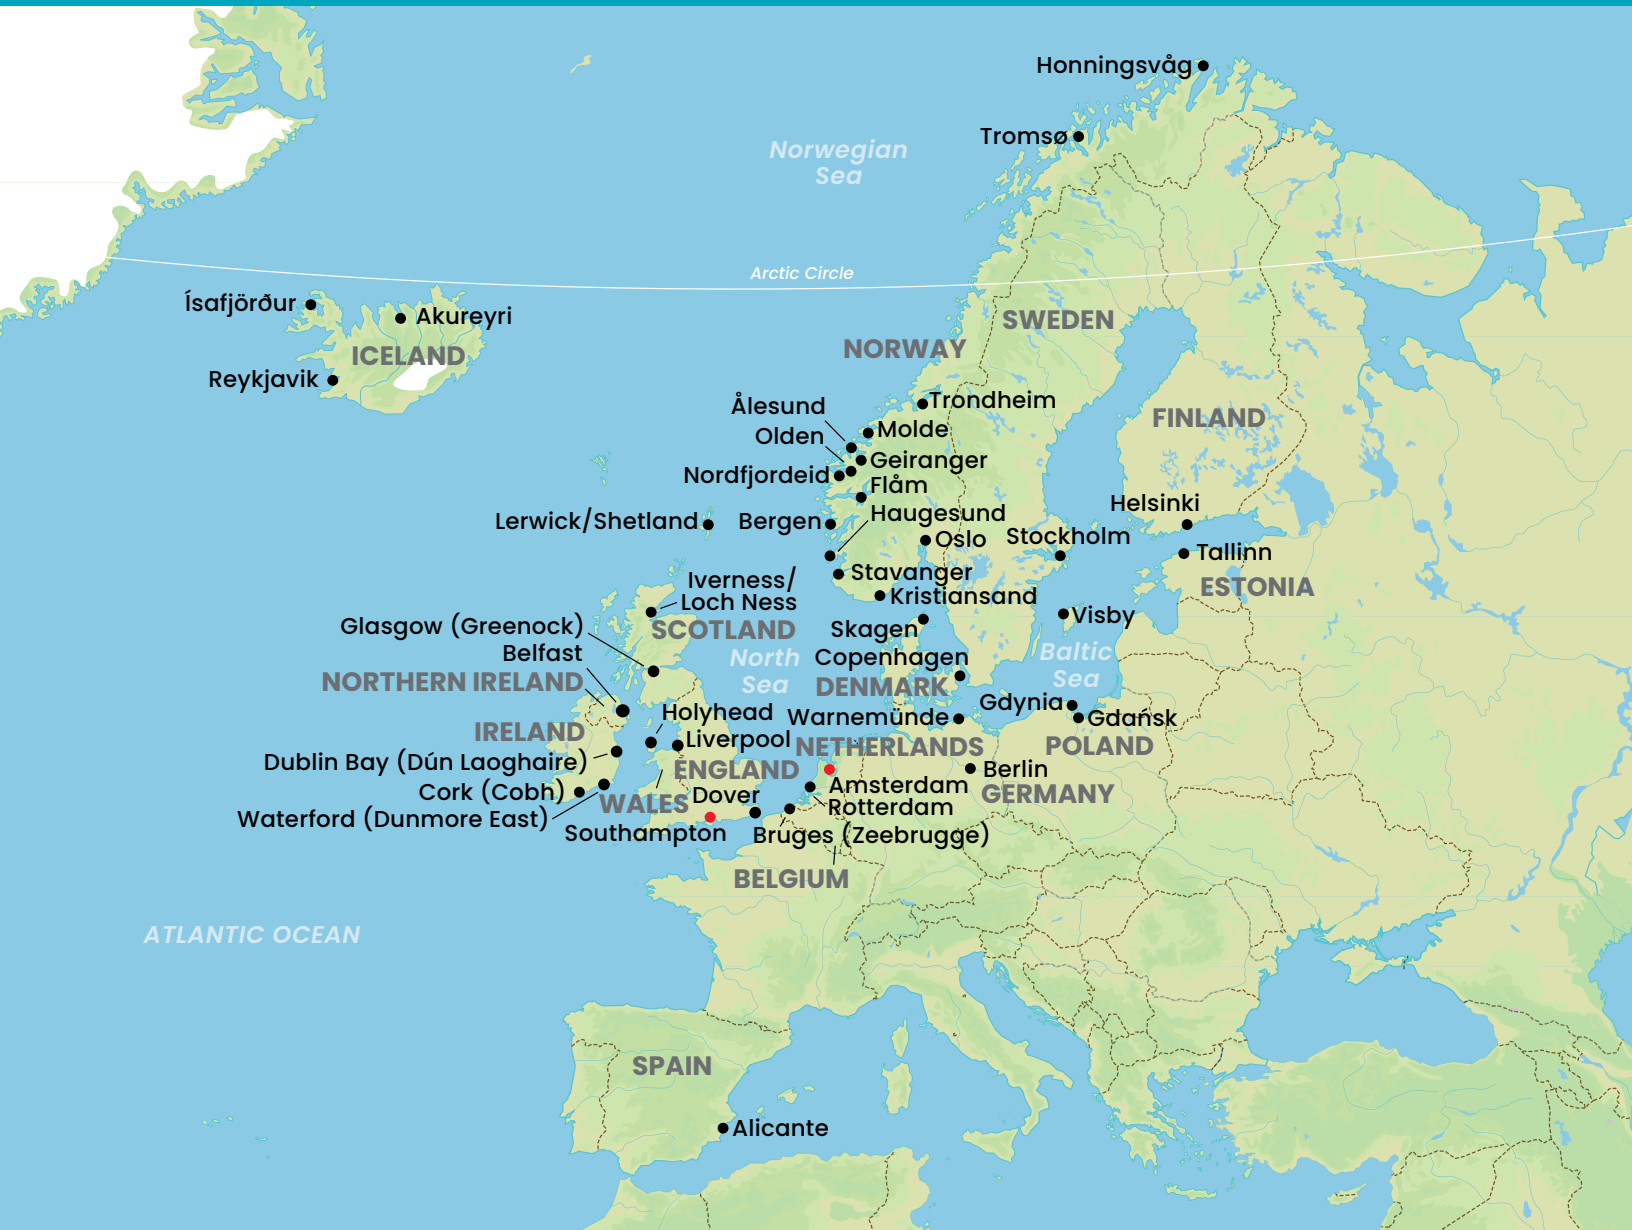 Honningsvåg
Tromsø
Norwegian
Sea
Arctic Circle
Ísafjörður
Akureyri
ICELAND
Reykjavik
SWEDEN
NORWAY
FINLAND
Trondheim
Ålesund
Molde
Olden
Geiranger
Nordfjordeid
Flåm
Haugesund
Helsinki
Lerwick/Shetland
Bergen
Oslo
Stockholm
Tallinn
ESTONIA
Stavanger
Kristiansand
Iverness/
Loch Ness
Visby
Glasgow (Greenock)
SCOTLAND
Skagen
Belfast
North
Sea
Copenhagen
Baltic
Sea
NORTHERN IRELAND
DENMARK
Gdynia
Holyhead
Warnemünde
Gdańsk
IRELAND
Liverpool
NETHERLANDS
POLAND
Dublin Bay (Dún Laoghaire)
ENGLAND
Berlin
Amsterdam
Cork (Cobh)
WALES
Dover
GERMANY
Rotterdam
Waterford (Dunmore East)
Southampton
Bruges (Zeebrugge)
BELGIUM
ATLANTIC OCEAN
SPAIN
Alicante